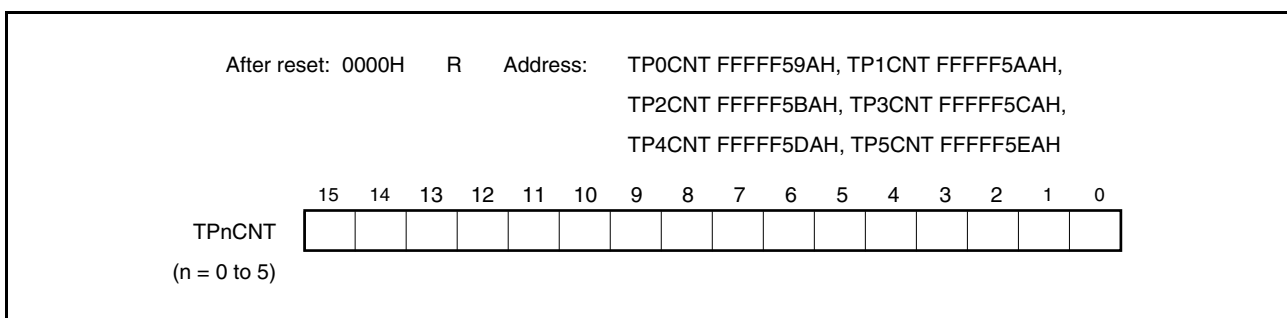 After reset: 0000H R Address: TP0CNT FFFFF59AH, TP1CNT FFFFF5AAH,
TP2CNT FFFFF5BAH, TP3CNT FFFFF5CAH,
TP4CNT FFFFF5DAH, TP5CNT FFFFF5EAH
15 14 13 12 11 10 9 8 7 6 5 4 3 2 1 0
TPnCNT
(n = 0 to 5)